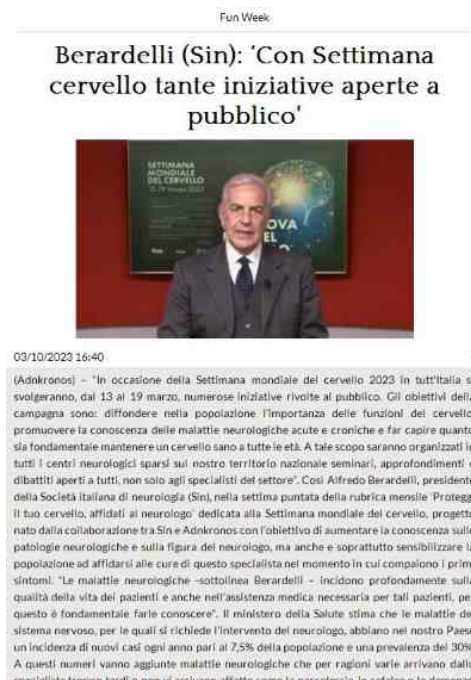 Fun Week
Berardelli (Sin): ‘Con Settimana
cervello tante iniziative aperte a
pubblico'
SETTIMANA
MONDIALE
DEL CERVELLO
03/10/2023 16:40
(Adnkronos) – "In occasione della Settimana mondiale del cervello 2023 in tutt'Italia s
svolgeranno, dal 13 al 19 marzo, numerose iniziative rivolte al pubblico. Gli obiettivi dell
campagna sono: diffondere nella popolazione l'importanza delle funzioni del cervello
promuovere la conoscenza delle malattie neurologiche acute e croniche e far capire quanto
sia fondamentale mantenere un cervello sano a tutte le età. A tale scopo saranno organizzati i
tutti i centri neurologici sparsi sul nostro territorio nazionale seminari, approfondimenti e
dibattiti aperti a tutti, non solo agli specialisti del settore". Così Alfredo Berardelli, presidente
della Società italiana di neurologia (Sin), nella settima puntata della rubrica mensile 'Protegg
il tuo cervello, affidati al neurologo' dedicata alla Settimana mondiale del cervello, progetto
nato dalla collaborazione tra Sin e Adnkronos con l'obiettivo di aumentare la conoscenza sulle
patologie neurologiche e sulla figura del neurologo, ma anche e soprattutto sensibilizzare la
popolazione ad affidarsi alle cure di questo specialista nel momento in cui compaiono i prim
sintomi. "Le malattie neurologiche -sottolinea Berardelli – incidono profondamente sulla
qualità della vita dei pazienti e anche nell'assistenza medica necessaria per tali pazienti, per
questo è fondamentale farle conoscere". Il ministero della Salute stima che le malattie de
sistema nervoso, per le quali si richiede l'intervento del neurologo, abbiano nel nostro Paese
un incidenza di nuovi casi ogni anno pari al 7,5% della popolazione e una prevalenza del 30%
A questi numeri vanno aggiunte malattie neurologiche che per ragioni varie arrivano dallo